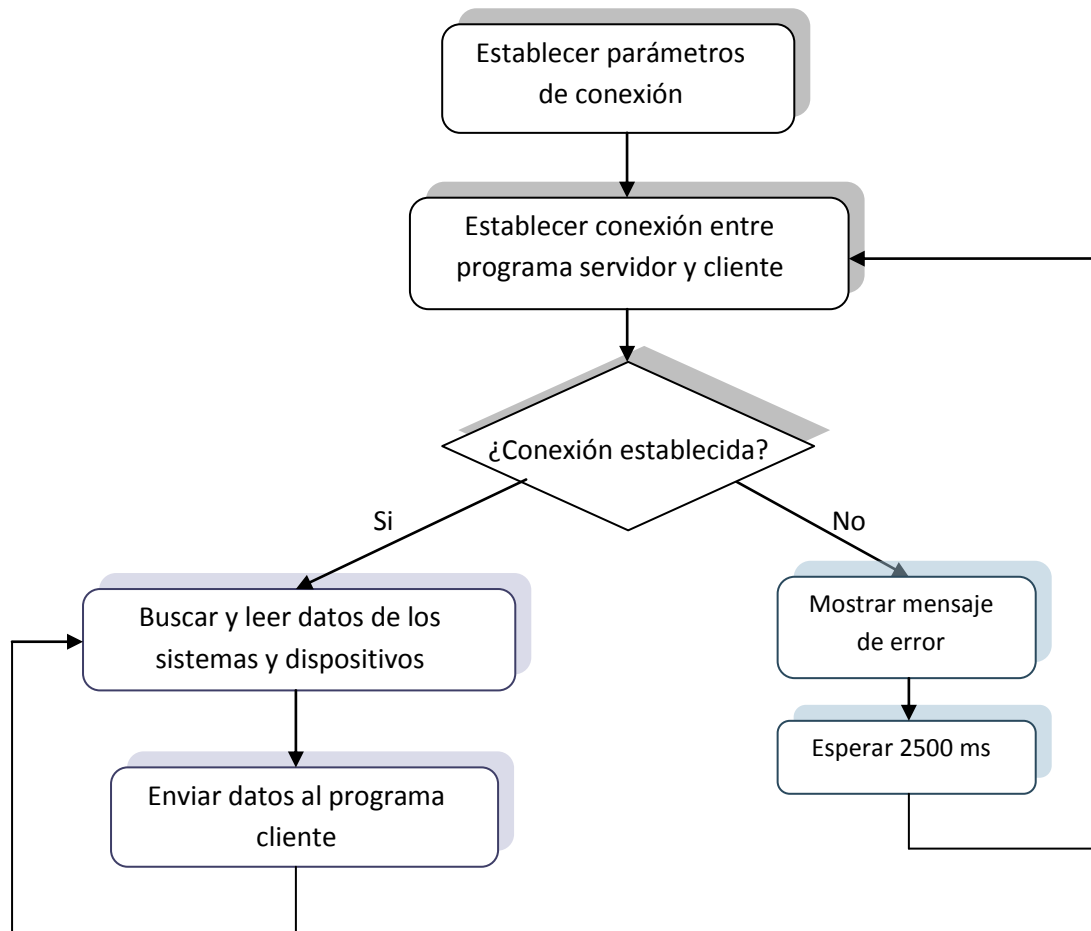 Establecer parámetros
de conexión
Establecer conexión entre
programa servidor y cliente
¿Conexión establecida?
Si
No
Buscar y leer datos de los
sistemas y dispositivos
Mostrar mensaje
de error
Esperar 2500 ms
Enviar datos al programa
cliente